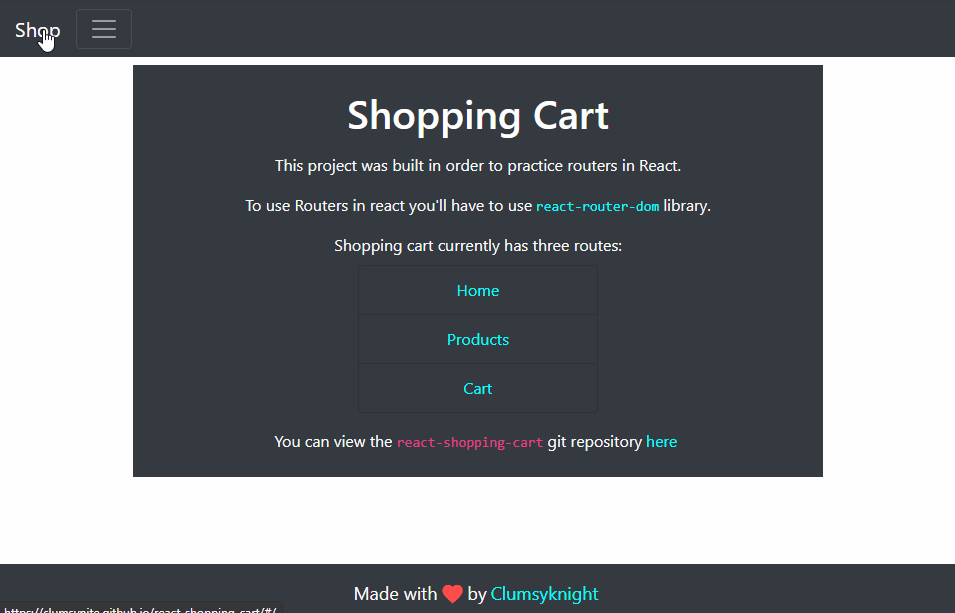 Shop
Shopping Cart
This project was built in order to practice routers in React.
To use Routers in react you'll have to use react-router-dom library.
Shopping cart currently has three routes:
Home
Products
Cart
You can view the react-shopping-cart git repository here
Made with ❤️ by Clumsyknight
https://clumsynite.github.io/react-shopping-cart/#/